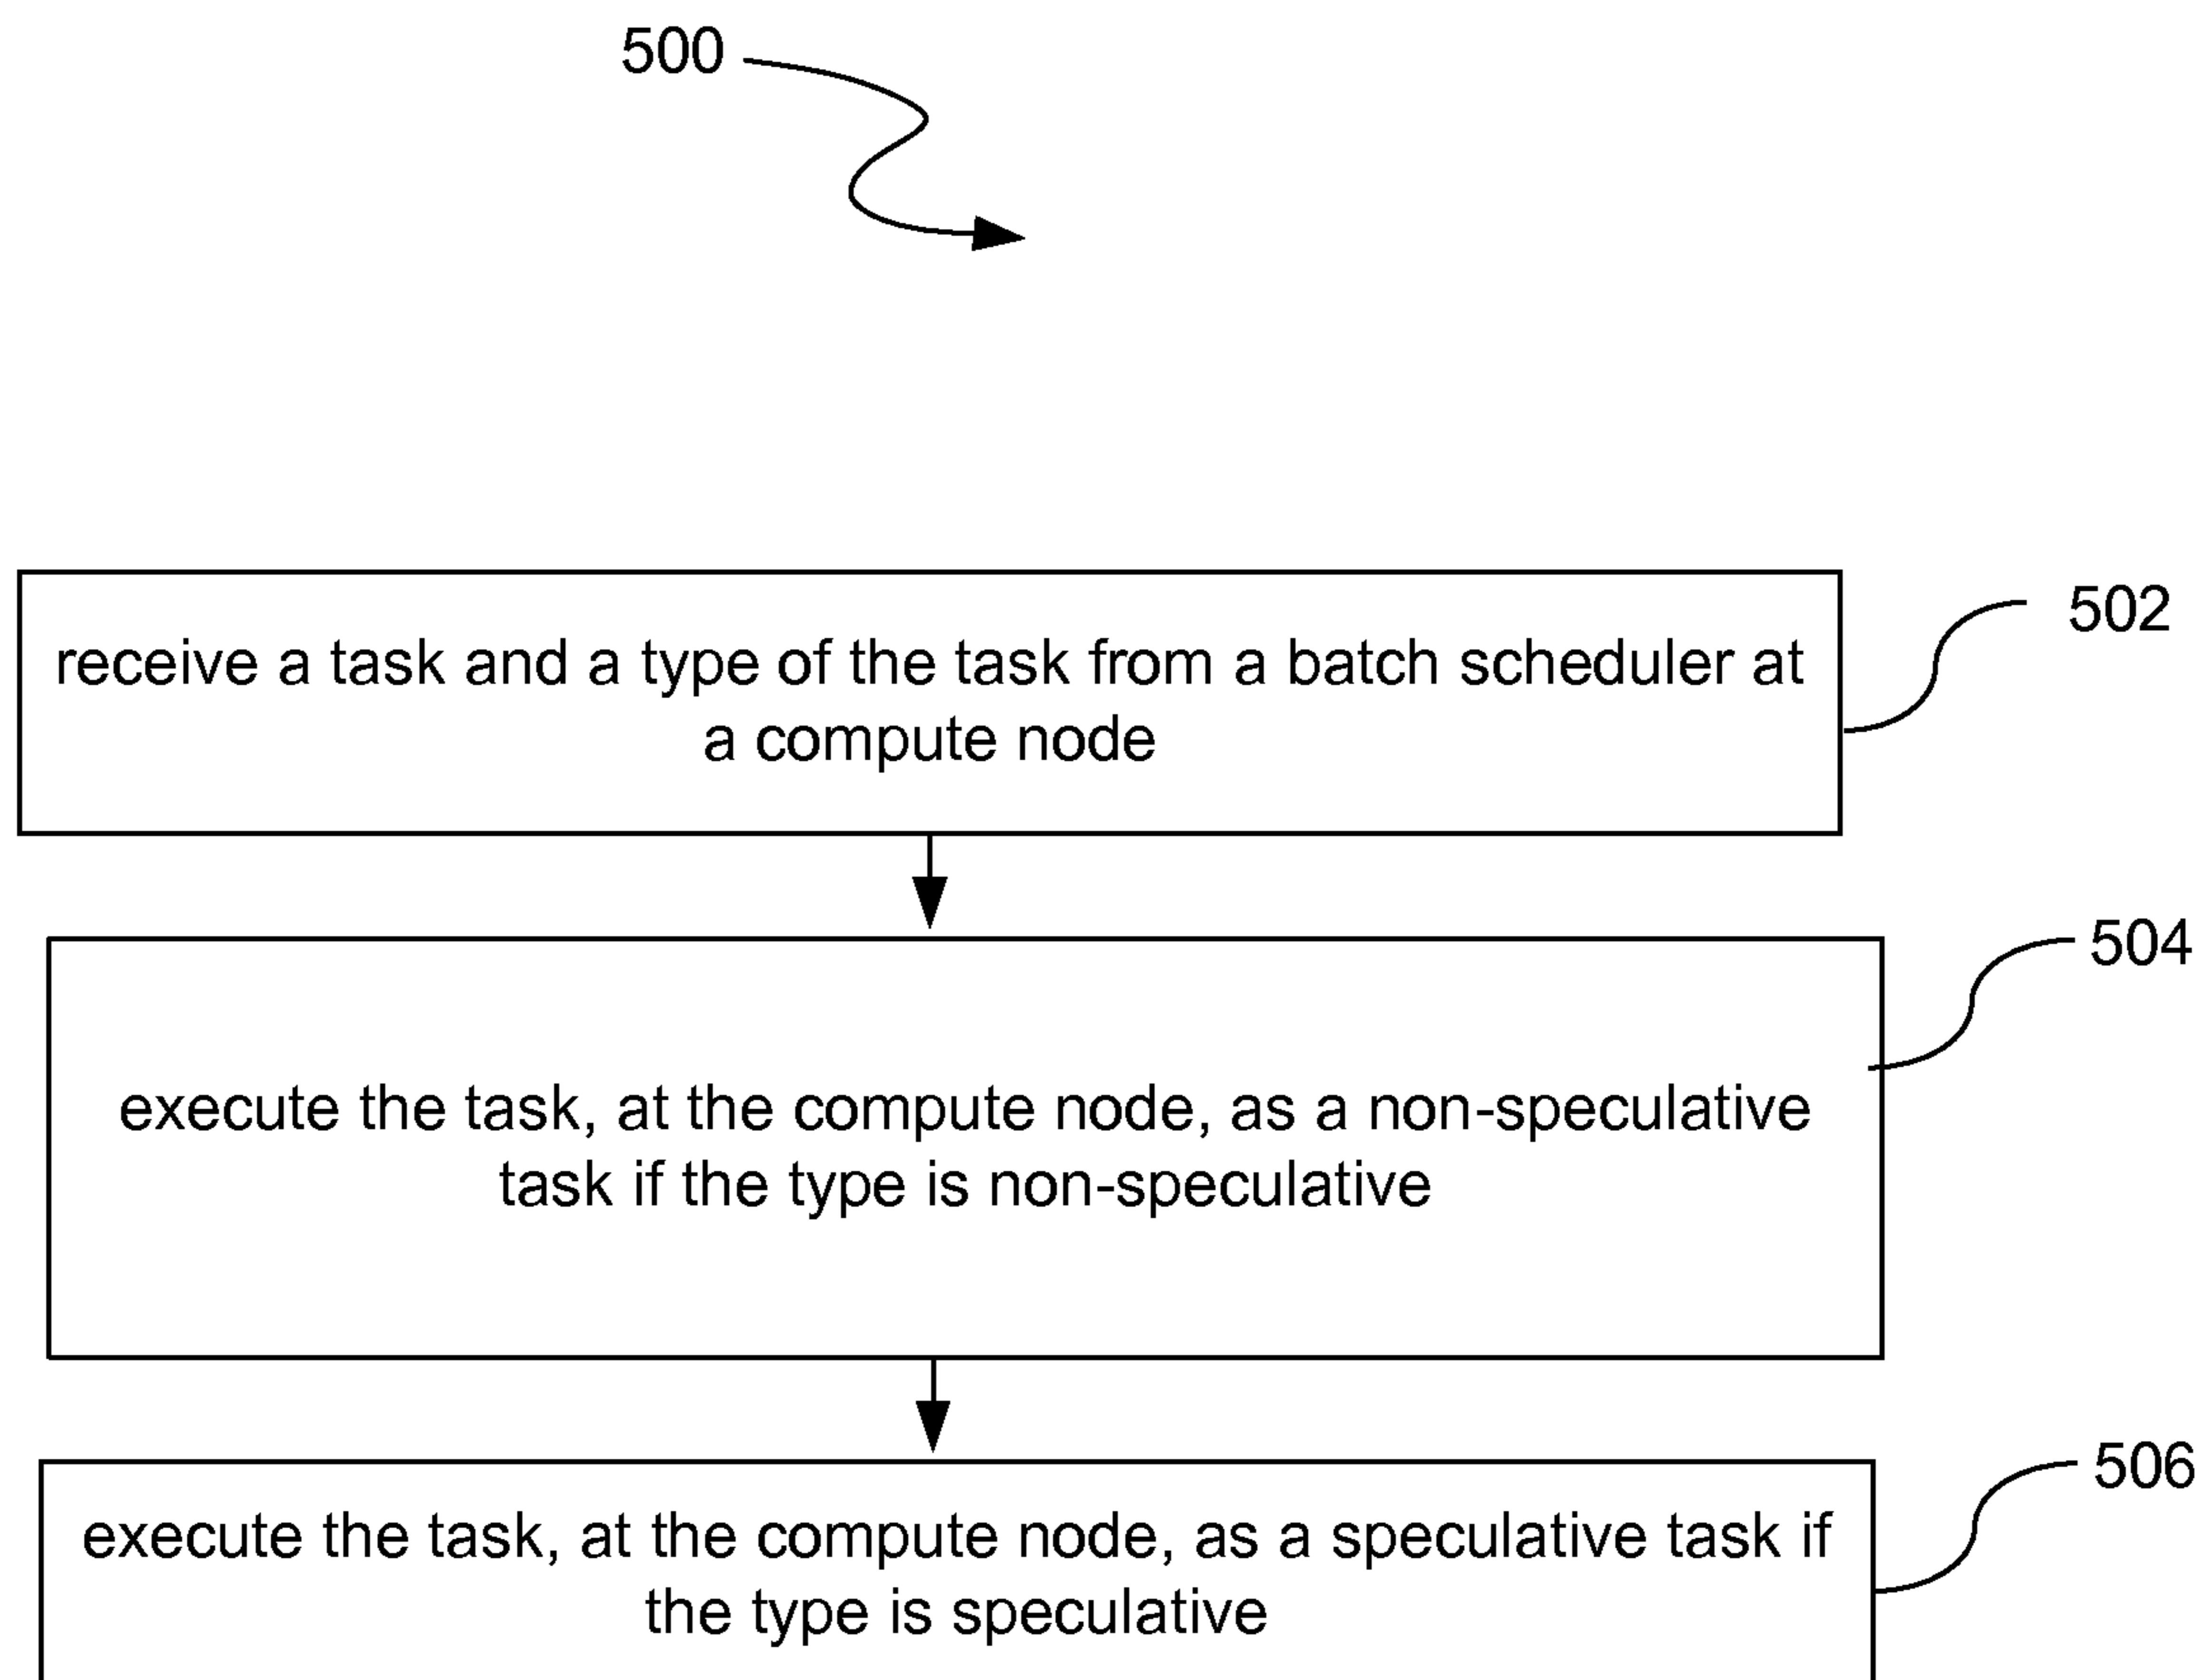 500
502
receive a task and a type of the task from a batch scheduler at
a compute node
504
execute the task, at the compute node, as a non-speculative
task if the type is non-speculative
506
execute the task, at the compute node, as a speculative task if
the type is speculative